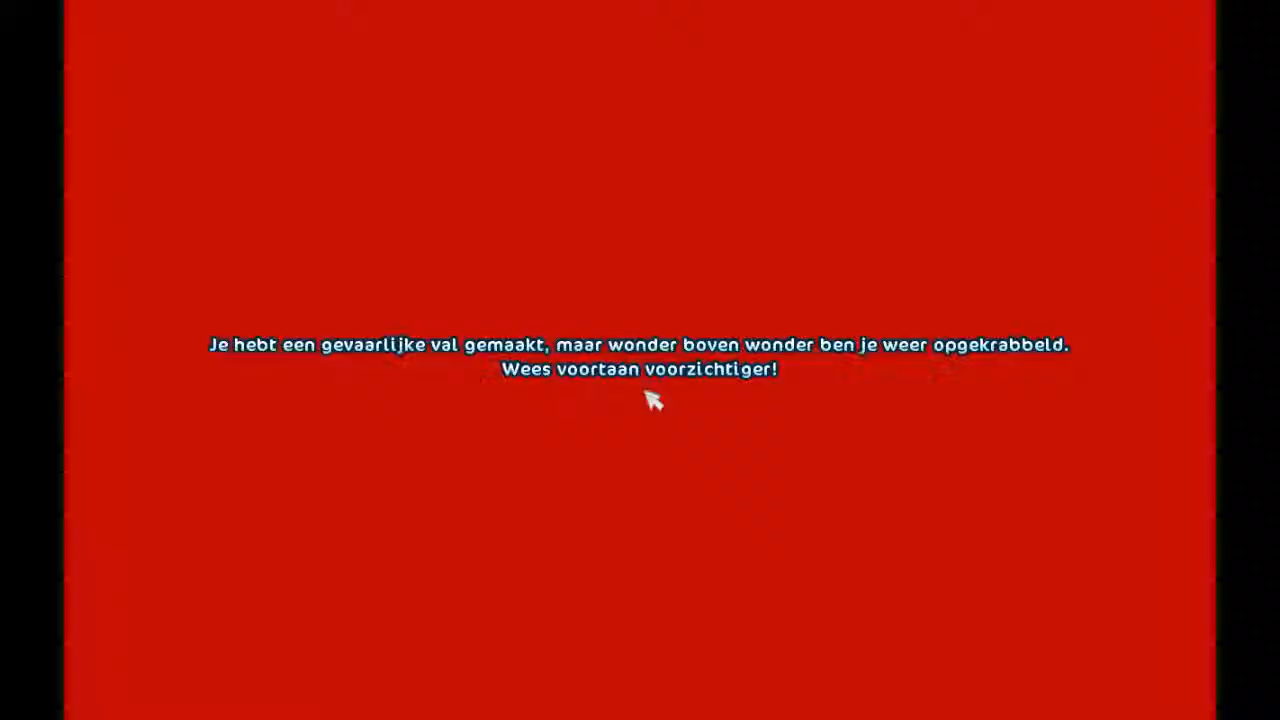 Je hebt een gevaarlijke val gemaakt, maar wonder boven wonder ben je weer opgekrabbeld.
Wees voortaan voorzichtiger!